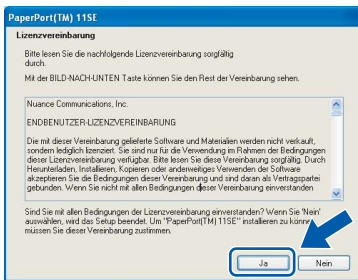 PaperPort(TM) 11SE
Lizenzvereinbarung
Bitte lesen Sie die nachfolgende Lizenzvereinbarung sorgfältig
durch.
Mit der BILD-NACH-UNTEN Taste können Sie den Rest der Vereinbarung sehen.
Nuance Communications, Inc.
ENDBENUTZER-LIZENZVEREINBARUNG
Die mit dieser Vereinbarung gelieferte Software und Materialien werden nicht verkauft,
sondern lediglich lizenziert. Sie sind nur für die Verwendung im Rahmen der Bedingungen
dieser Lizenzvereinbarung verfügbar. Bitte lesen Sie diese Vereinbarung sorgfältig. Durch
Herunterladen, Installieren, Kopieren oder anderweitiges Verwenden der Software
akzeptieren Sie die Bedingungen dieser Vereinbarung und sind daran als Vertragspartei
gebunden. Wenn Sie nicht mit allen Bedingungen dieser Vereinbarung einverstanden
Sind Sie mit allen Bedingungen der Lizenzvereinbarung einverstanden? Wenn Sie 'Nein'
auswählen, wird das Setup beendet. Um "PaperPort(TM) 11SE" installieren zu können,
müssen Sie dieser Vereinbarung zustimmen.
Ja
Nein